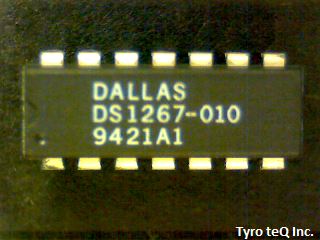 DALLAS
DS1267-010
9421A1
Tyro teQ Inc.